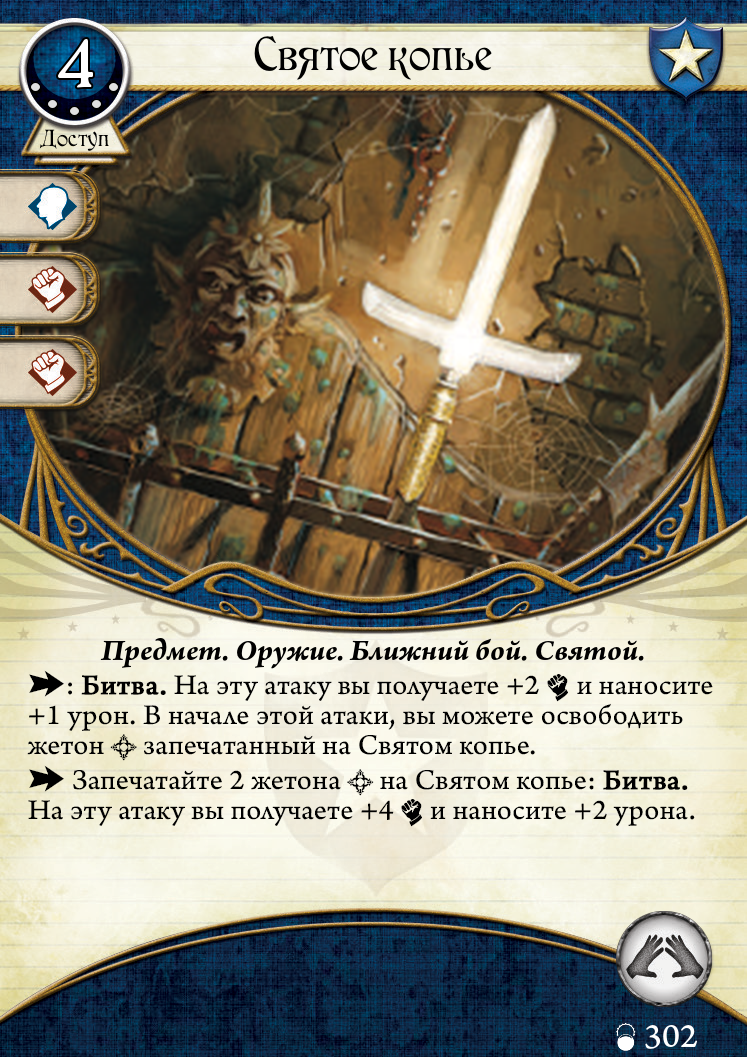 4
Святое копье
Доступ
Предмет. Оружие. Ближний бой. Святой.
: Битва. На эту атаку вы получаете +2 и наносите
+1 урон. В начале этой атаки, вы можете освободить
жетон запечатанный на Святом копье.
Запечатайте 2 жетона на Святом копье: Битва.
На эту атаку вы получаете +4 и наносите +2 урона.
302